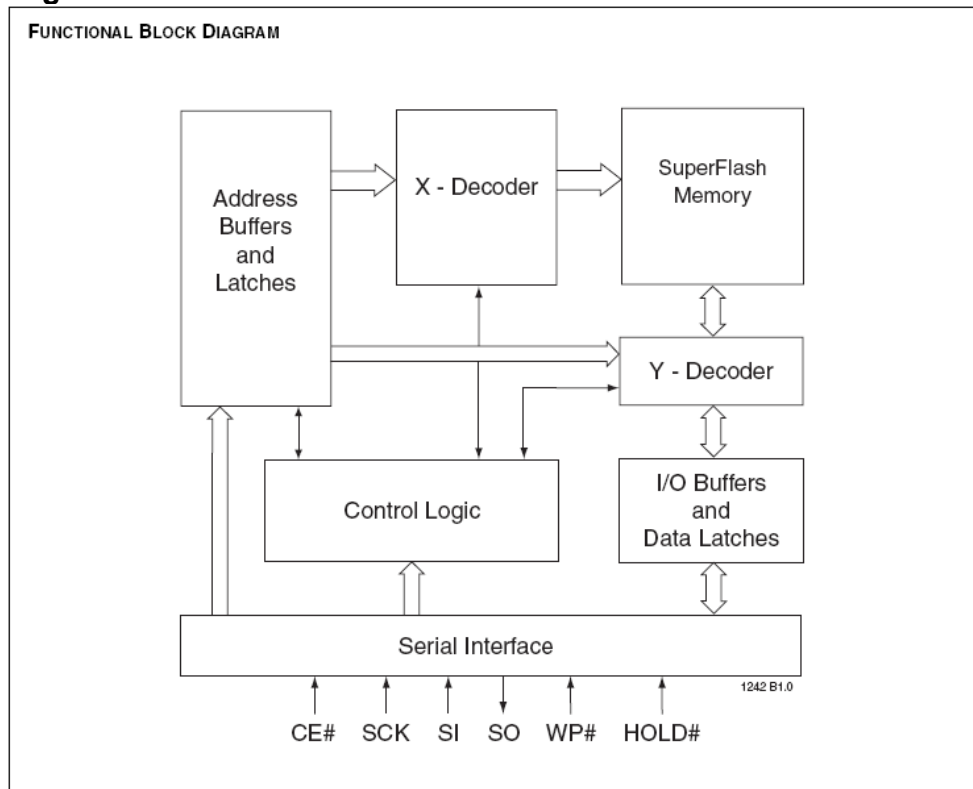 FUNCTIONAL BLOCK DIAGRAM
Address
Buffers
and
Latches
X - Decoder
SuperFlash
Memory
Y - Decoder
Control Logic
I/O Buffers
and
Data Latches
Serial Interface
1242 B1.0
CE# SCK SI SO WP# HOLD#